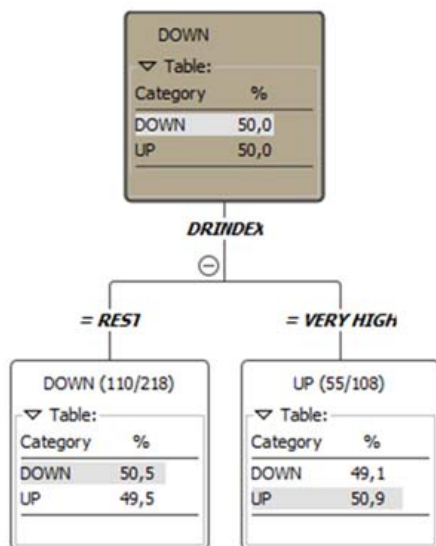 DOWN
Table:
Category %
DOWN 50,0
UP 50,0
DRINDEX
= REST
= VERY HIGH
DOWN (110/218)
Table:
Category %
DOWN 50,5
UP 49,5
UP (55/108)
Table:
Category %
DOWN 49,1
UP 50,9